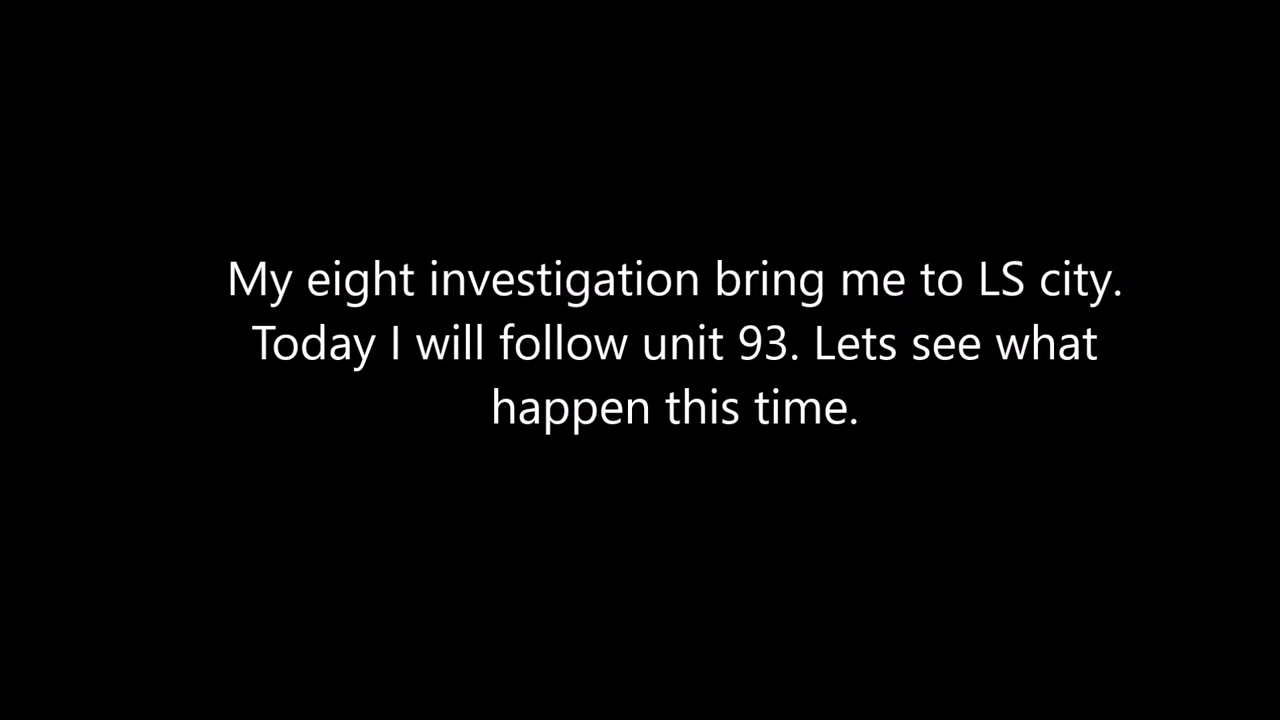 My eight investigation bring me to LS city.
Today I will follow unit 93. Lets see what
happen this time.